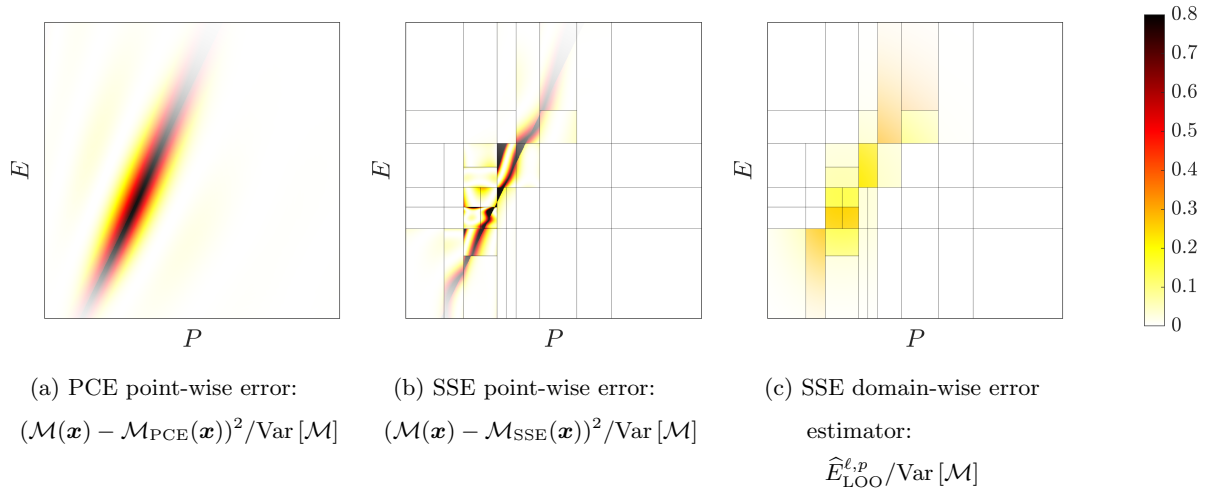 E
P
E
P
E
P
0.8
0.7
0.6
0.5
0.4
0.3
0.2
0.1
0
(a) PCE point-wise error:
(𝓜(𝒙) − 𝓜_PCE(𝒙))²/Var [𝓜]
(b) SSE point-wise error:
(𝓜(𝒙) − 𝓜_SSE(𝒙))²/Var [𝓜]
(c) SSE domain-wise error
estimator:
Ê_LOO^{ℓ,p}/Var [𝓜]